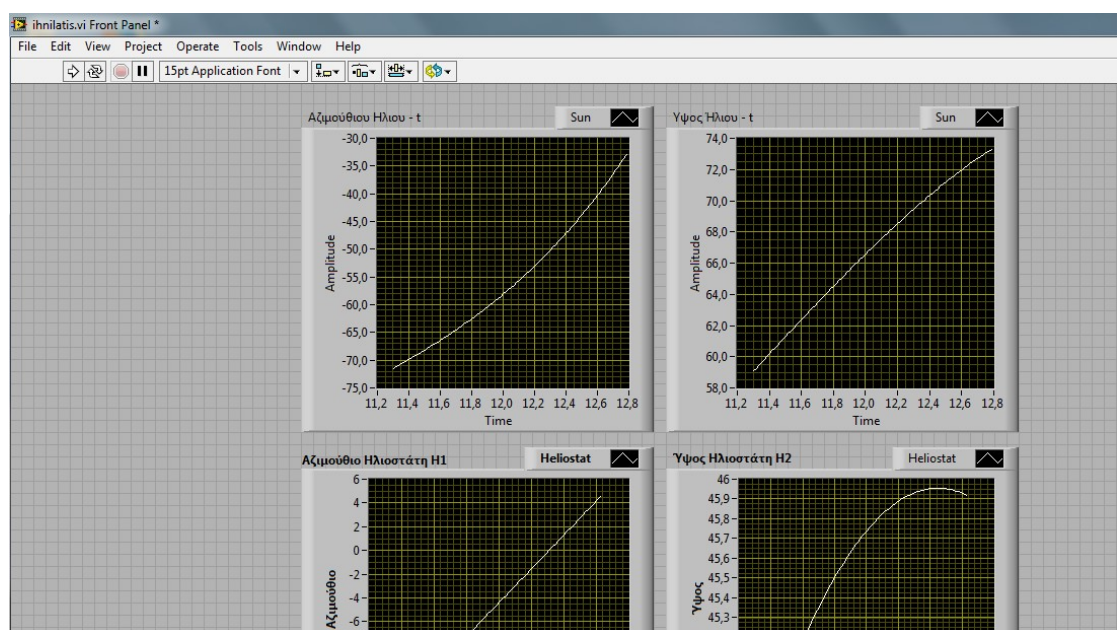 ihnilatis.vi Front Panel *
File Edit View Project Operate Tools Window Help
15pt Application Font
Αζιμούθιου Ηλιου - t
Sun
-30,0
-35,0
-40,0
-45,0
-50,0
-55,0
-60,0
-65,0
-70,0
-75,0
Amplitude
11,2 11,4 11,6 11,8 12,0 12,2 12,4 12,6 12,8
Time
Υψος Ήλιου - t
Sun
74,0
72,0
70,0
68,0
66,0
64,0
62,0
60,0
58,0
Amplitude
11,2 11,4 11,6 11,8 12,0 12,2 12,4 12,6 12,8
Time
Αζιμούθιο Ηλιοστάτη H1
Heliostat
6
4
2
0
-2
-4
-6
Αζιμούθιο
Ύψος Ηλιοστάτη H2
Heliostat
46
45,9
45,8
45,7
45,6
45,5
45,4
45,3
Υψος